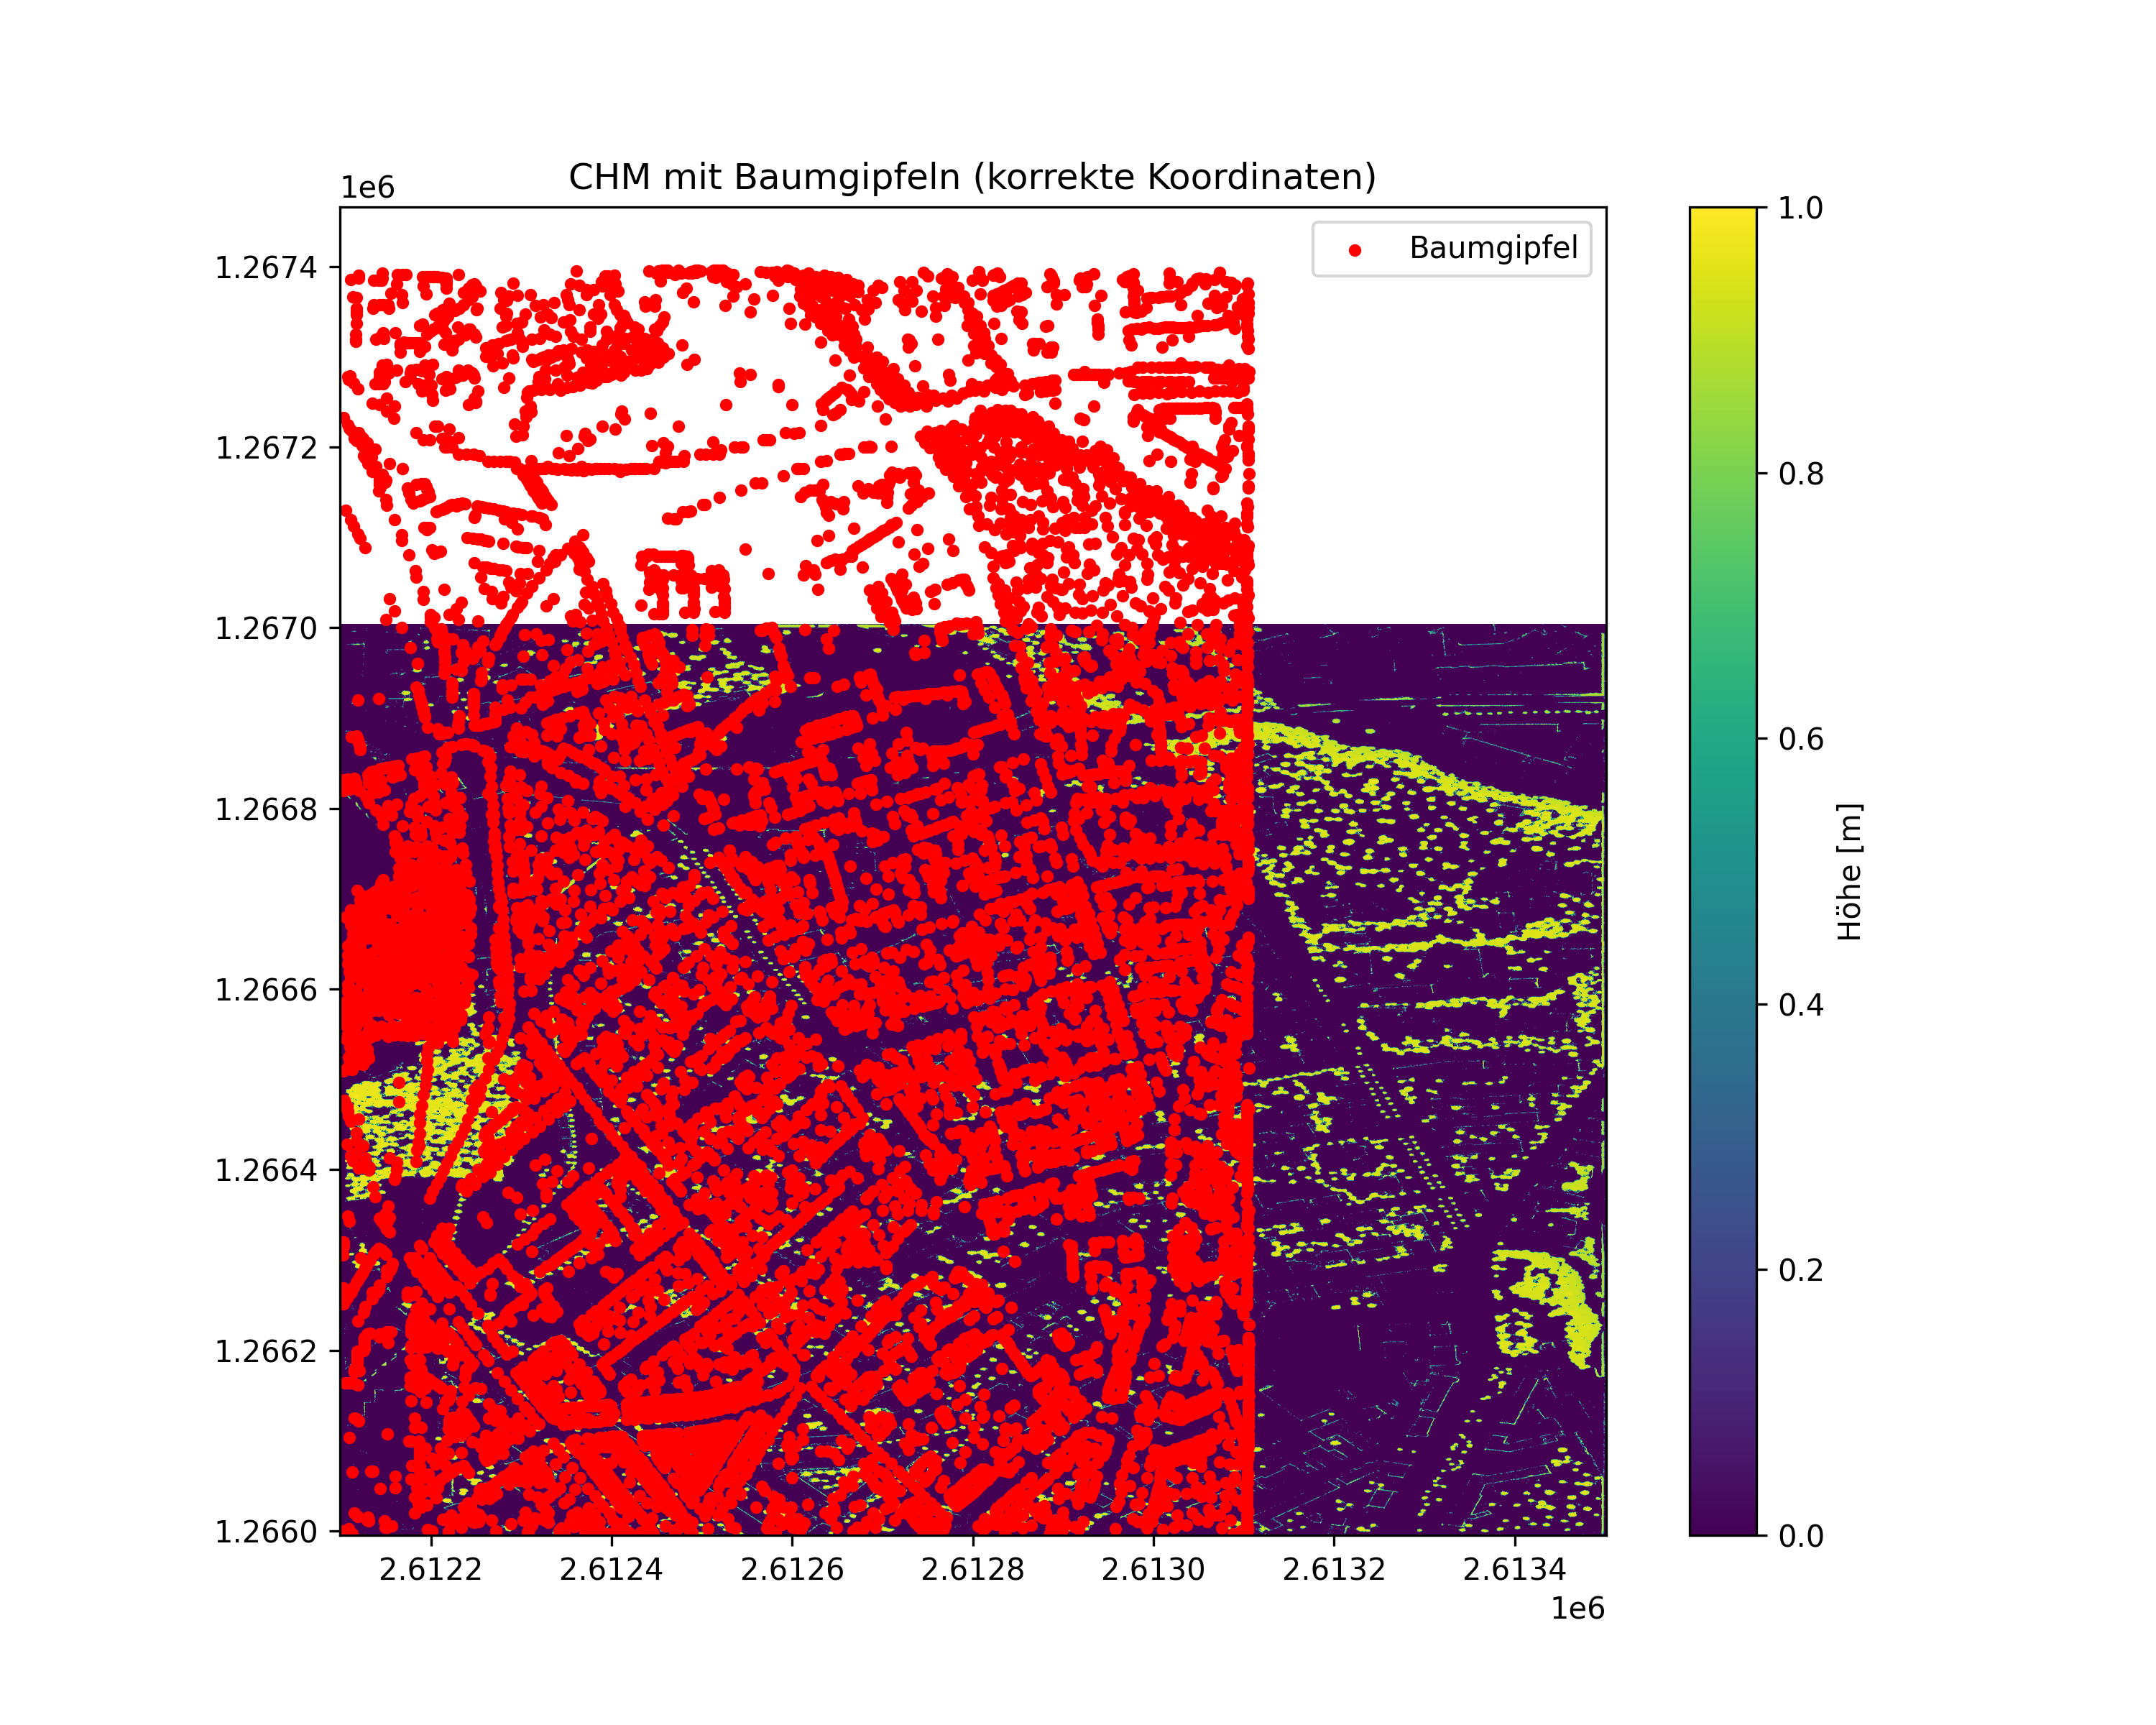 CHM mit Baumgipfeln (korrekte Koordinaten)
1e6
Baumgipfel
1.2674
1.2672
1.2670
1.2668
1.2666
1.2664
1.2662
1.2660
2.6122 2.6124 2.6126 2.6128 2.6130 2.6132 2.6134
1e6
1.0
0.8
0.6
0.4
0.2
0.0
Höhe [m]